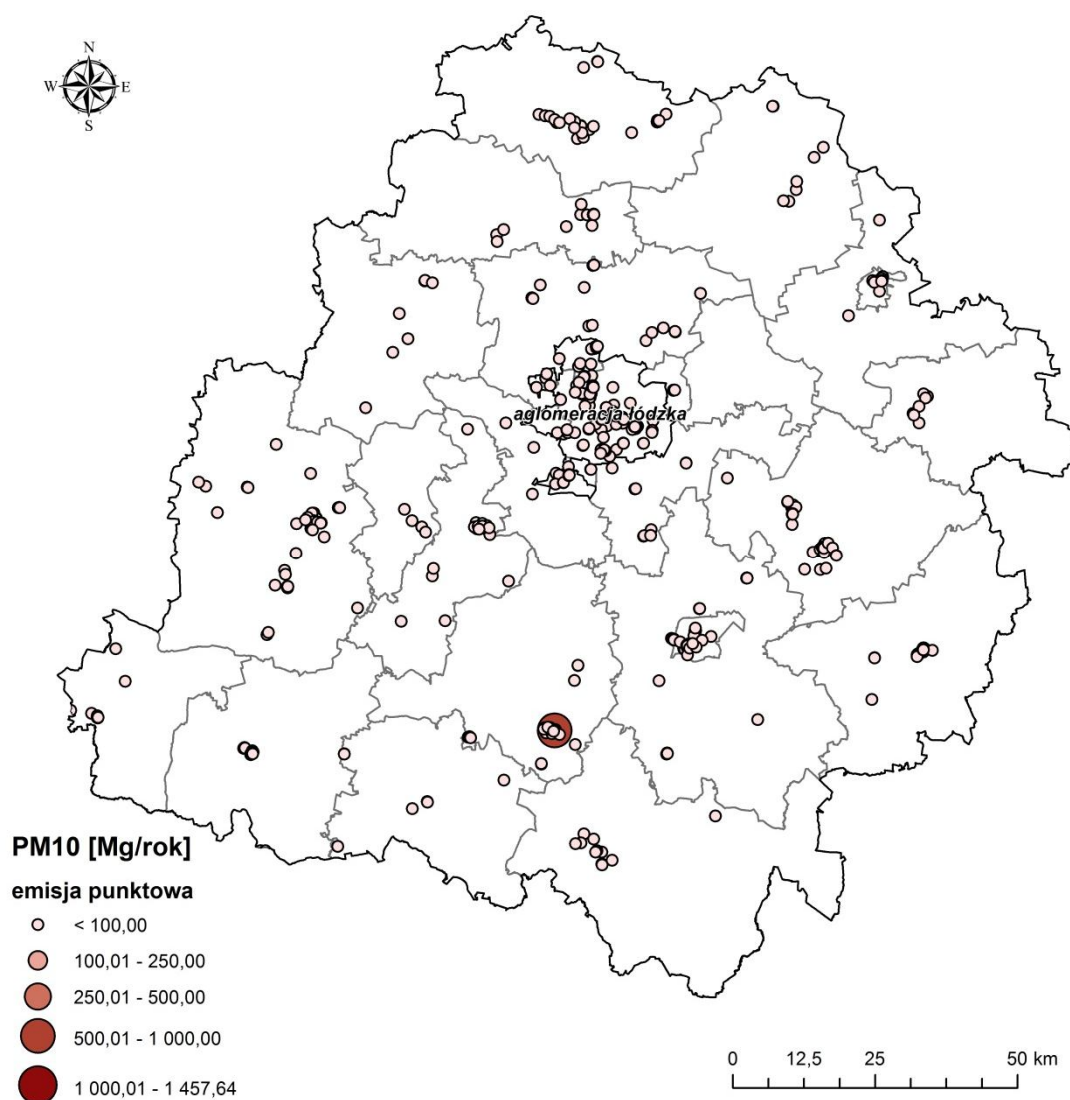 N
W E
S
aglomeracja łódzka
PM10 [Mg/rok]
emisja punktowa
< 100,00
100,01 - 250,00
250,01 - 500,00
500,01 - 1 000,00
1 000,01 - 1 457,64
0 12,5 25 50 km